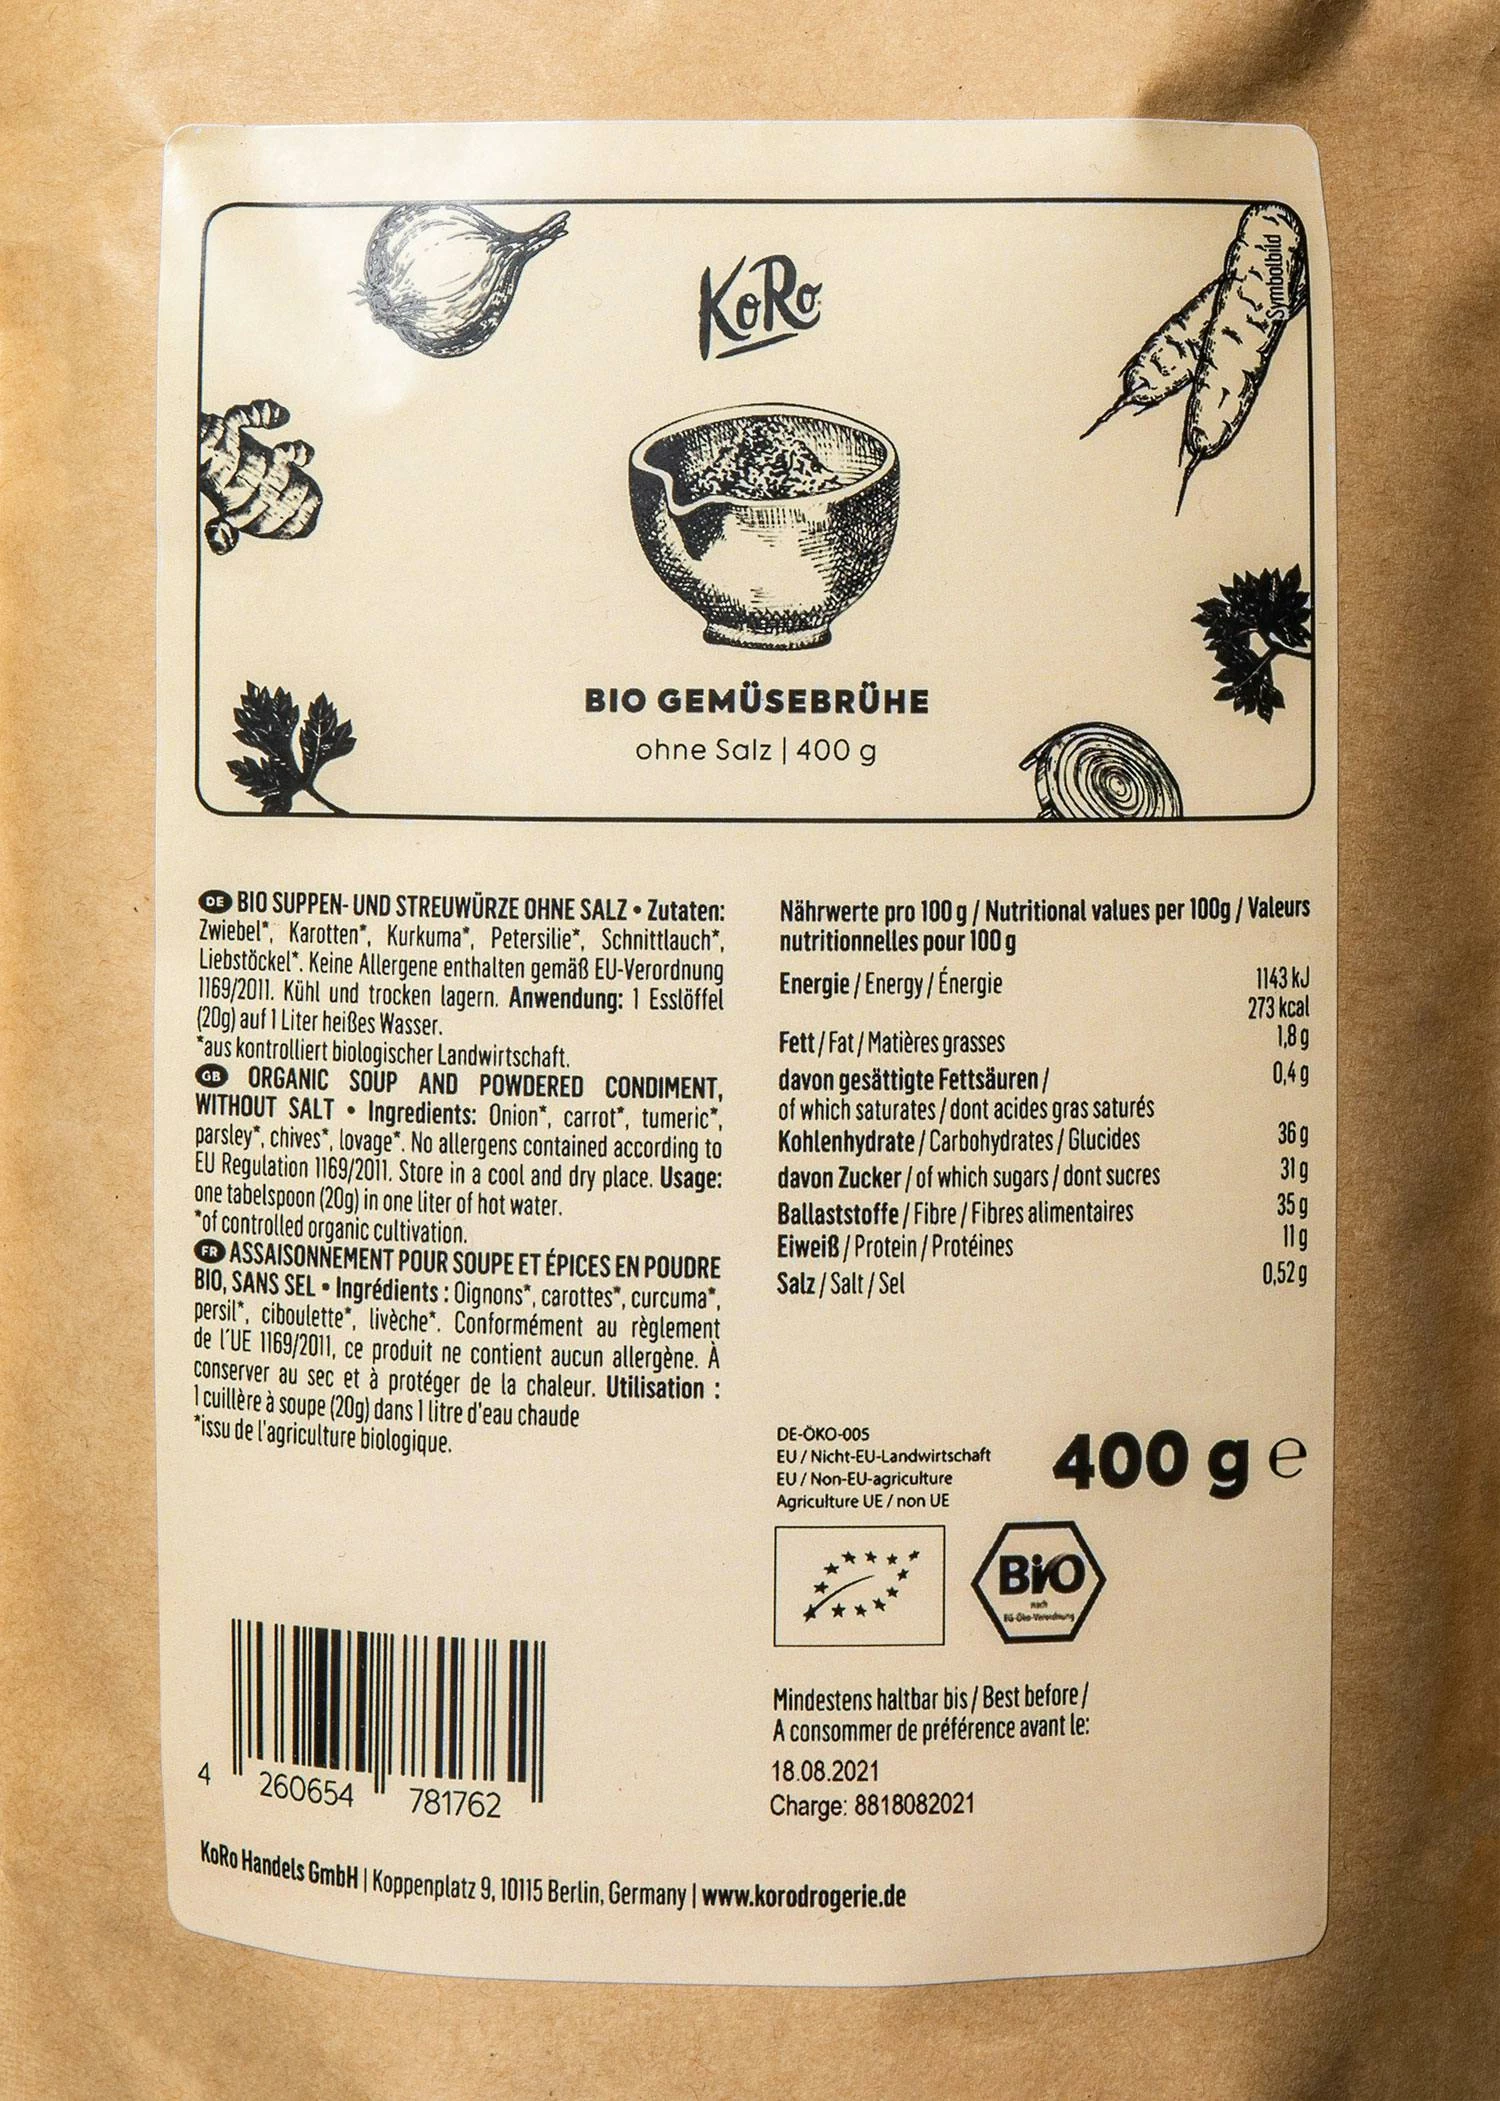 KoRo
Symbolbild
BIO GEMÜSEBRÜHE
ohne Salz | 400 g
DE BIO SUPPEN- UND STREUWÜRZE OHNE SALZ • Zutaten:
Zwiebel*, Karotten*, Kurkuma*, Petersilie*, Schnittlauch*,
Liebstöckel*. Keine Allergene enthalten gemäß EU-Verordnung
1169/2011. Kühl und trocken lagern. Anwendung: 1 Esslöffel
(20g) auf 1 Liter heißes Wasser.
*aus kontrolliert biologischer Landwirtschaft.
GB ORGANIC SOUP AND POWDERED CONDIMENT,
WITHOUT SALT • Ingredients: Onion*, carrot*, tumeric*,
parsley*, chives*, lovage*. No allergens contained according to
EU Regulation 1169/2011. Store in a cool and dry place. Usage:
one tabelspoon (20g) in one liter of hot water.
*of controlled organic cultivation.
FR ASSAISONNEMENT POUR SOUPE ET ÉPICES EN POUDRE
BIO, SANS SEL • Ingrédients : Oignons*, carottes*, curcuma*,
persil*, ciboulette*, livèche*. Conformément au règlement
de l'UE 1169/2011, ce produit ne contient aucun allergène. À
conserver au sec et à protéger de la chaleur. Utilisation :
1 cuillère à soupe (20g) dans 1 litre d'eau chaude
*issu de l'agriculture biologique.
Nährwerte pro 100 g / Nutritional values per 100g / Valeurs
nutritionnelles pour 100 g
Energie / Energy / Énergie 1143 kJ
273 kcal
Fett / Fat / Matières grasses 1,8 g
davon gesättigte Fettsäuren / 0,4 g
of which saturates / dont acides gras saturés
Kohlenhydrate / Carbohydrates / Glucides 36 g
davon Zucker / of which sugars / dont sucres 31 g
Ballaststoffe / Fibre / Fibres alimentaires 35 g
Eiweiß / Protein / Protéines 11 g
Salz / Salt / Sel 0,52 g
DE-ÖKO-005
EU / Nicht-EU-Landwirtschaft
EU / Non-EU-agriculture
Agriculture UE / non UE
400 g e
BiO
nach
EG-Öko-Verordnung
Mindestens haltbar bis / Best before /
A consommer de préférence avant le:
18.08.2021
Charge: 8818082021
4 260654 781762
KoRo Handels GmbH | Koppenplatz 9, 10115 Berlin, Germany | www.korodrogerie.de